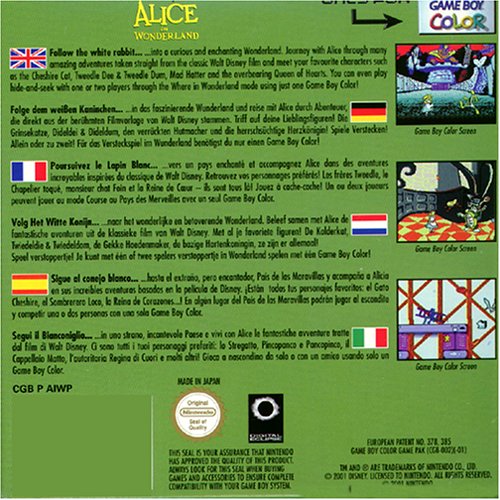 ALICE
IN
WONDERLAND
GAME BOY
COLOR
Follow the white rabbit... ...into a curious and enchanting Wonderland. Journey with Alice through many
amazing adventures taken straight from the classic Walt Disney film and meet your favourite characters such
as the Cheshire Cat, Tweedle Dee & Tweedle Dum, Mad Hatter and the overbearing Queen of Hearts. You can even play
hide-and-seek with one or two players through the Where in Wonderland mode using just one Game Boy Color!
Game Boy Color Screen
Folge dem weißen Kanischen... ...in das faszinierende Wunderland und reise mit Alice durch Abenteuer,
die direkt aus der berühmten Filmvorlage von Walt Disney stammen. Triff auf deine Lieblingsfiguren! Die
Grinsekatze, Dideldei & Dideldum, den verrückten Hutmacher und die herrschsüchtige Herzkönigin! Spiele Verstecken!
Allein oder zu zweit! Für das Versteckspiel im Wunderland benötigst du nur einen Game Boy Color!
Poursuivez le Lapin Blanc... ...vers un pays enchanté et accompagnez Alice dans des aventures
incroyables inspirées du classique de Walt Disney. Retrouvez vos personnages préférés! Les frères Tweedle, le
Chapelier toqué, monsieur chat Foin et la Reine de Cœur – ils sont tous là! Jouez à cache-cache! Un ou deux joueurs
peuvent jouer au mode Course au Pays des Merveilles avec un seul Game Boy Color.
Game Boy Color Screen
Volg Het Witte Konijn... ...naar het wonderlijke en betoverende Wonderland. Beleef samen met Alice de
fantastische avonturen uit de klassieke film van Walt Disney. Met al je favoriete figuren! De Kolderkat,
Twiedeldie & Twiedeldom, de Gekke Hoedenmaker, de bazige Hartenkoningin, ze zijn er allemaal!
Speel verstoppertje! Je kunt met één of twee spelers verstoppertje in Wonderland spelen met één Game Boy Color!
Sigue el conejo blanco... ...hasta el extraño, pero encantador, País de las Maravillas y acompaña a Alicia
en sus increíbles aventuras basadas en la película de Disney. ¡Están todos tus personajes favoritos: el Gato
Cheshire, el Sombrerero Loco, la Reina de Corazones...! En algún lugar del País de las Maravillas podrán jugar al escondite
y competir una o dos personas con una sola Game Boy Color.
Segui il Bianconiglio... ...in uno strano, incantevole Paese e vivi con Alice le fantastiche avventure tratte
dal film di Walt Disney. Ci sono tutti i tuoi personaggi preferiti: lo Stregatto, Pincopanco e Pancopinco, il
Cappellaio Matto, l'autoritaria Regina di Cuori e molti altri! Gioca a nascondino da solo o con un amico usando solo un
Game Boy Color.
Game Boy Color Screen
CGB P AIWP
MADE IN JAPAN
Original
Nintendo
Seal of
Quality
DIGITAL
ECLIPSE
THIS SEAL IS YOUR ASSURANCE THAT NINTENDO
HAS APPROVED THE QUALITY OF THIS PRODUCT.
ALWAYS LOOK FOR THIS SEAL WHEN BUYING
GAMES AND ACCESSORIES TO ENSURE COMPLETE
COMPATIBILITY WITH YOUR GAME BOY SYSTEM.
EUROPEAN PATENT NO. 378, 385
GAME BOY COLOR GAME PAK (CGB-002)(-01)
TM AND ® ARE TRADEMARKS OF NINTENDO CO., LTD.
© 2001 DISNEY. LICENSED TO NINTENDO. ALL RIGHTS RESERVED.
© 2001 NINTENDO.